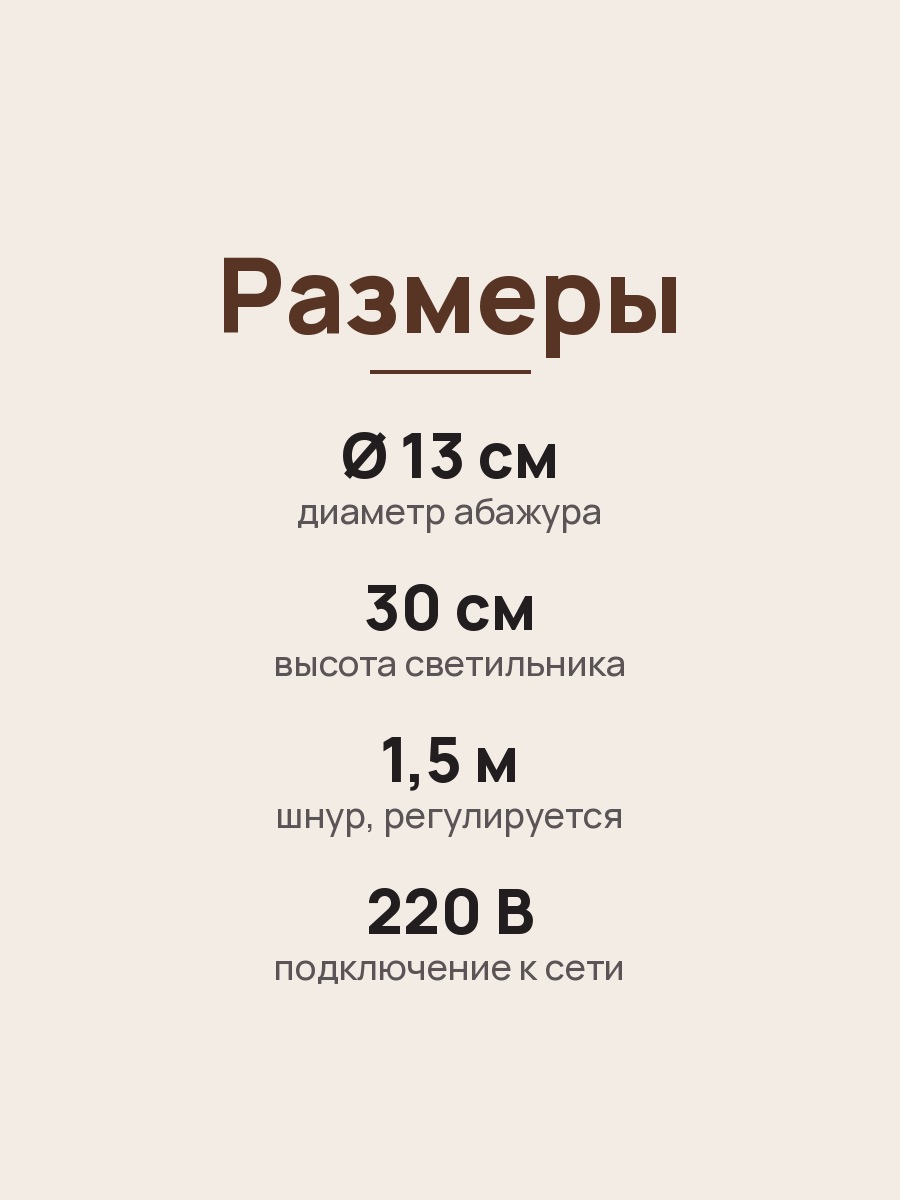 Размеры
Ø 13 см
диаметр абажура
30 см
высота светильника
1,5 м
шнур, регулируется
220 В
подключение к сети